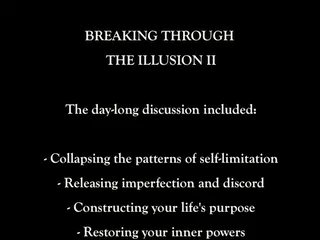 BREAKING THROUGH
THE ILLUSION II
The day-long discussion included:
- Collapsing the patterns of self-limitation
- Releasing imperfection and discord
- Constructing your life's purpose
- Restoring your inner powers